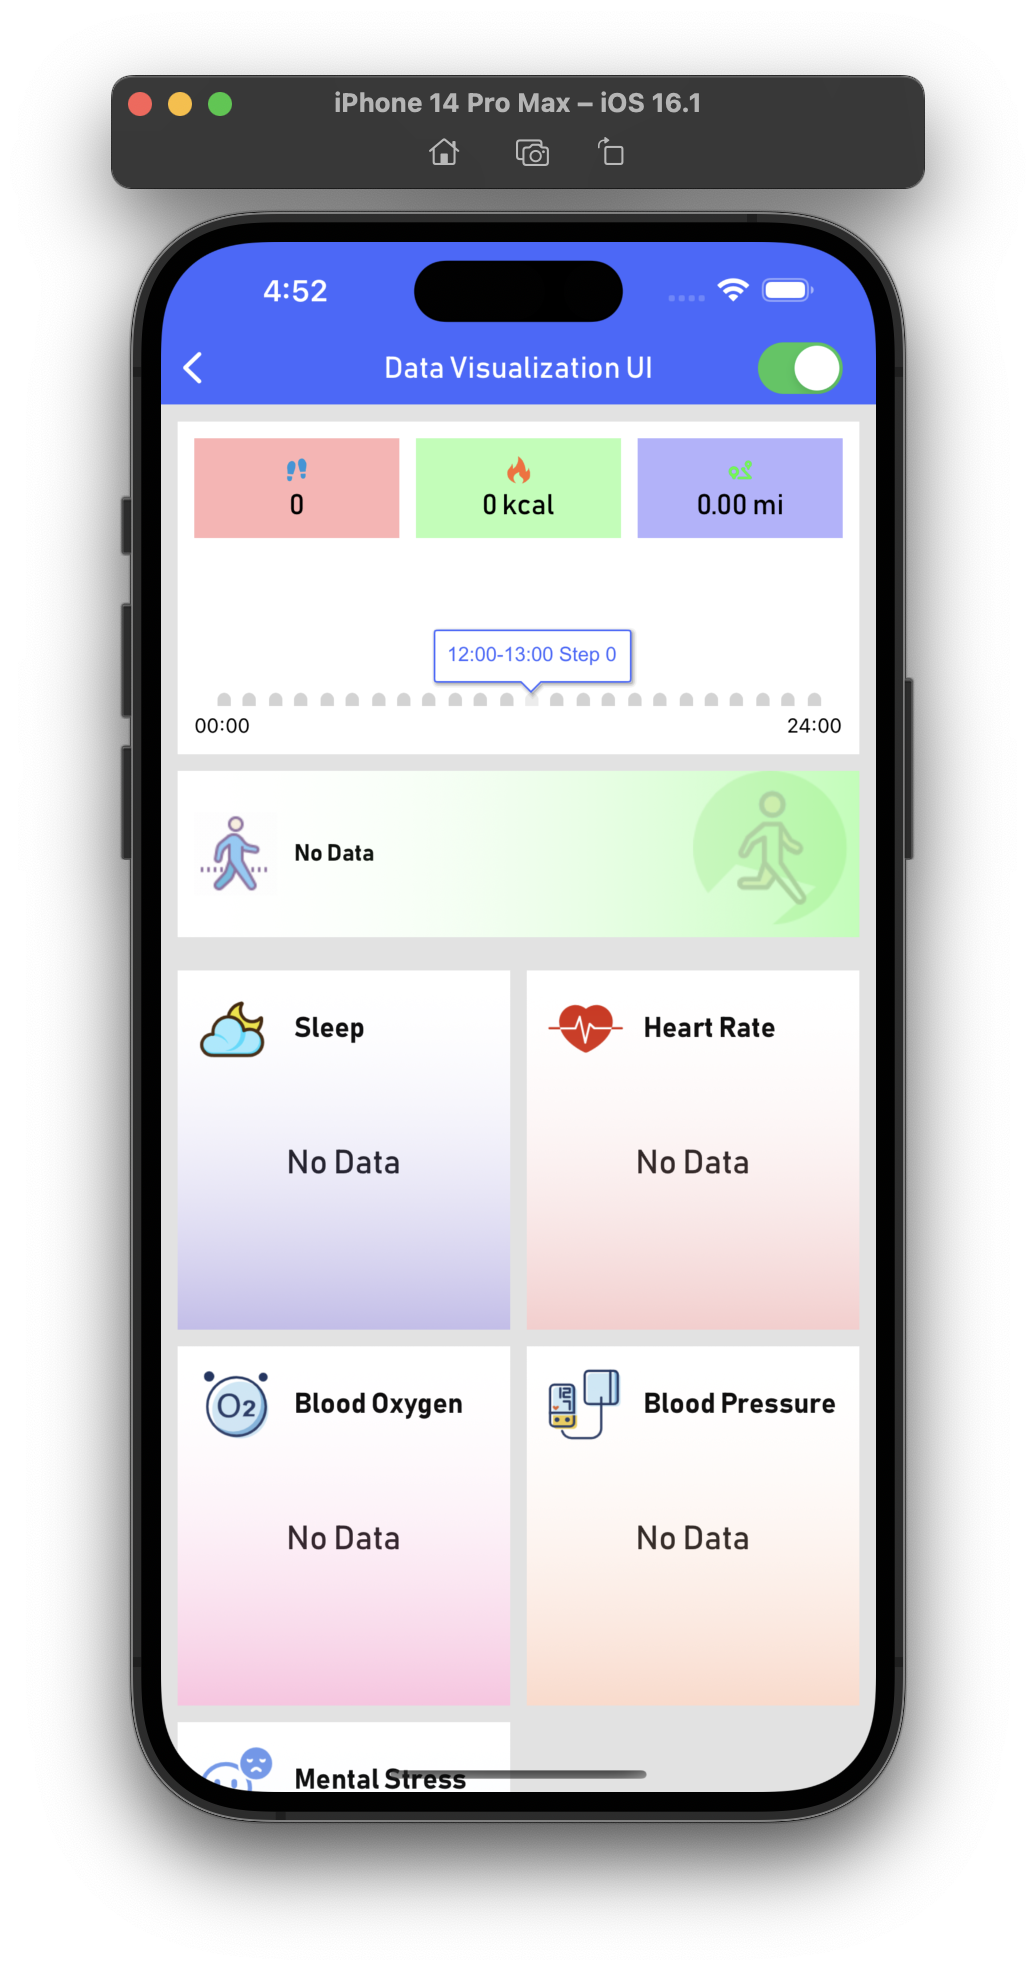 iPhone 14 Pro Max – iOS 16.1
4:52
Data Visualization UI
0
0 kcal
0.00 mi
12:00-13:00 Step 0
00:00
24:00
No Data
Sleep
Heart Rate
No Data
No Data
O2
Blood Oxygen
12
7
Blood Pressure
No Data
No Data
Mental Stress